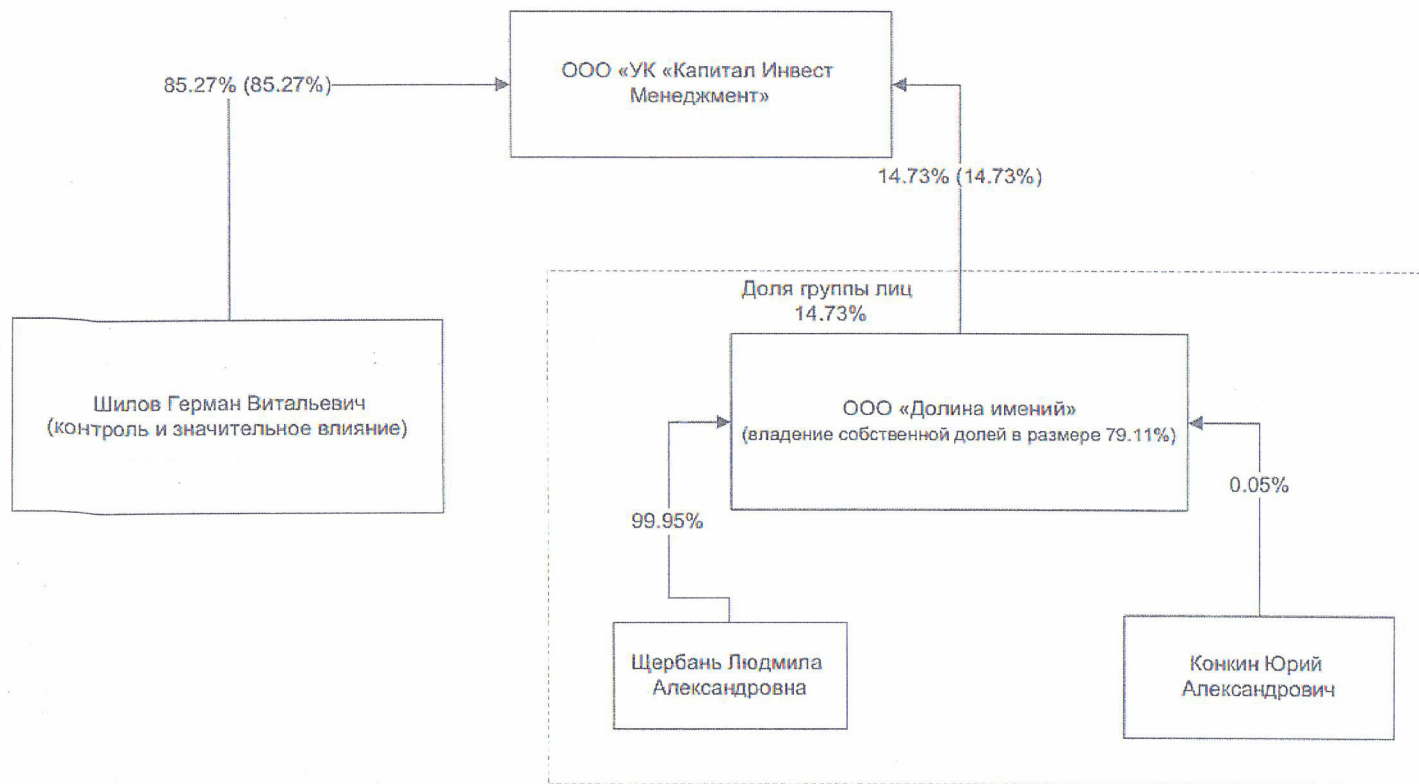 ООО «УК «Капитал Инвест
Менеджмент»
85.27% (85.27%)
14.73% (14.73%)
Доля группы лиц
14.73%
Шилов Герман Витальевич
(контроль и значительное влияние)
ООО «Долина имений»
(владение собственной долей в размере 79.11%)
99.95%
0.05%
Щербань Людмила
Александровна
Конкин Юрий
Александрович